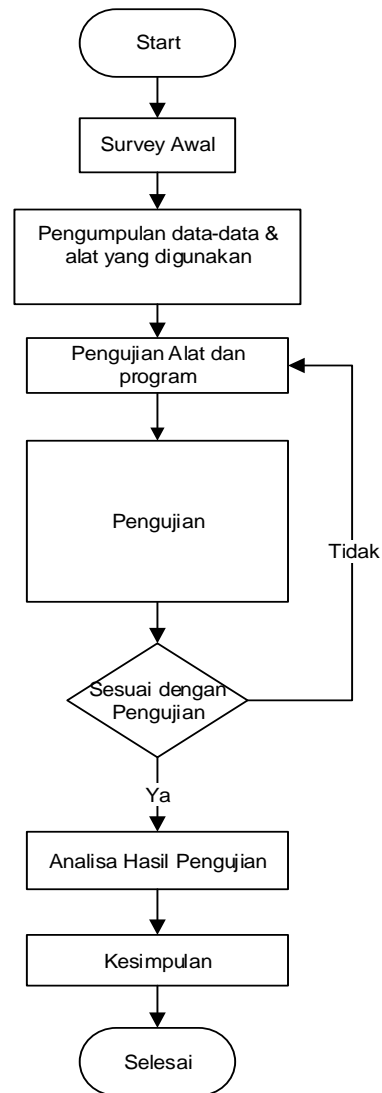 Start
Survey Awal
Pengumpulan data-data &
alat yang digunakan
Pengujian Alat dan
program
Pengujian
Tidak
Sesuai dengan
Pengujian
Ya
Analisa Hasil Pengujian
Kesimpulan
Selesai